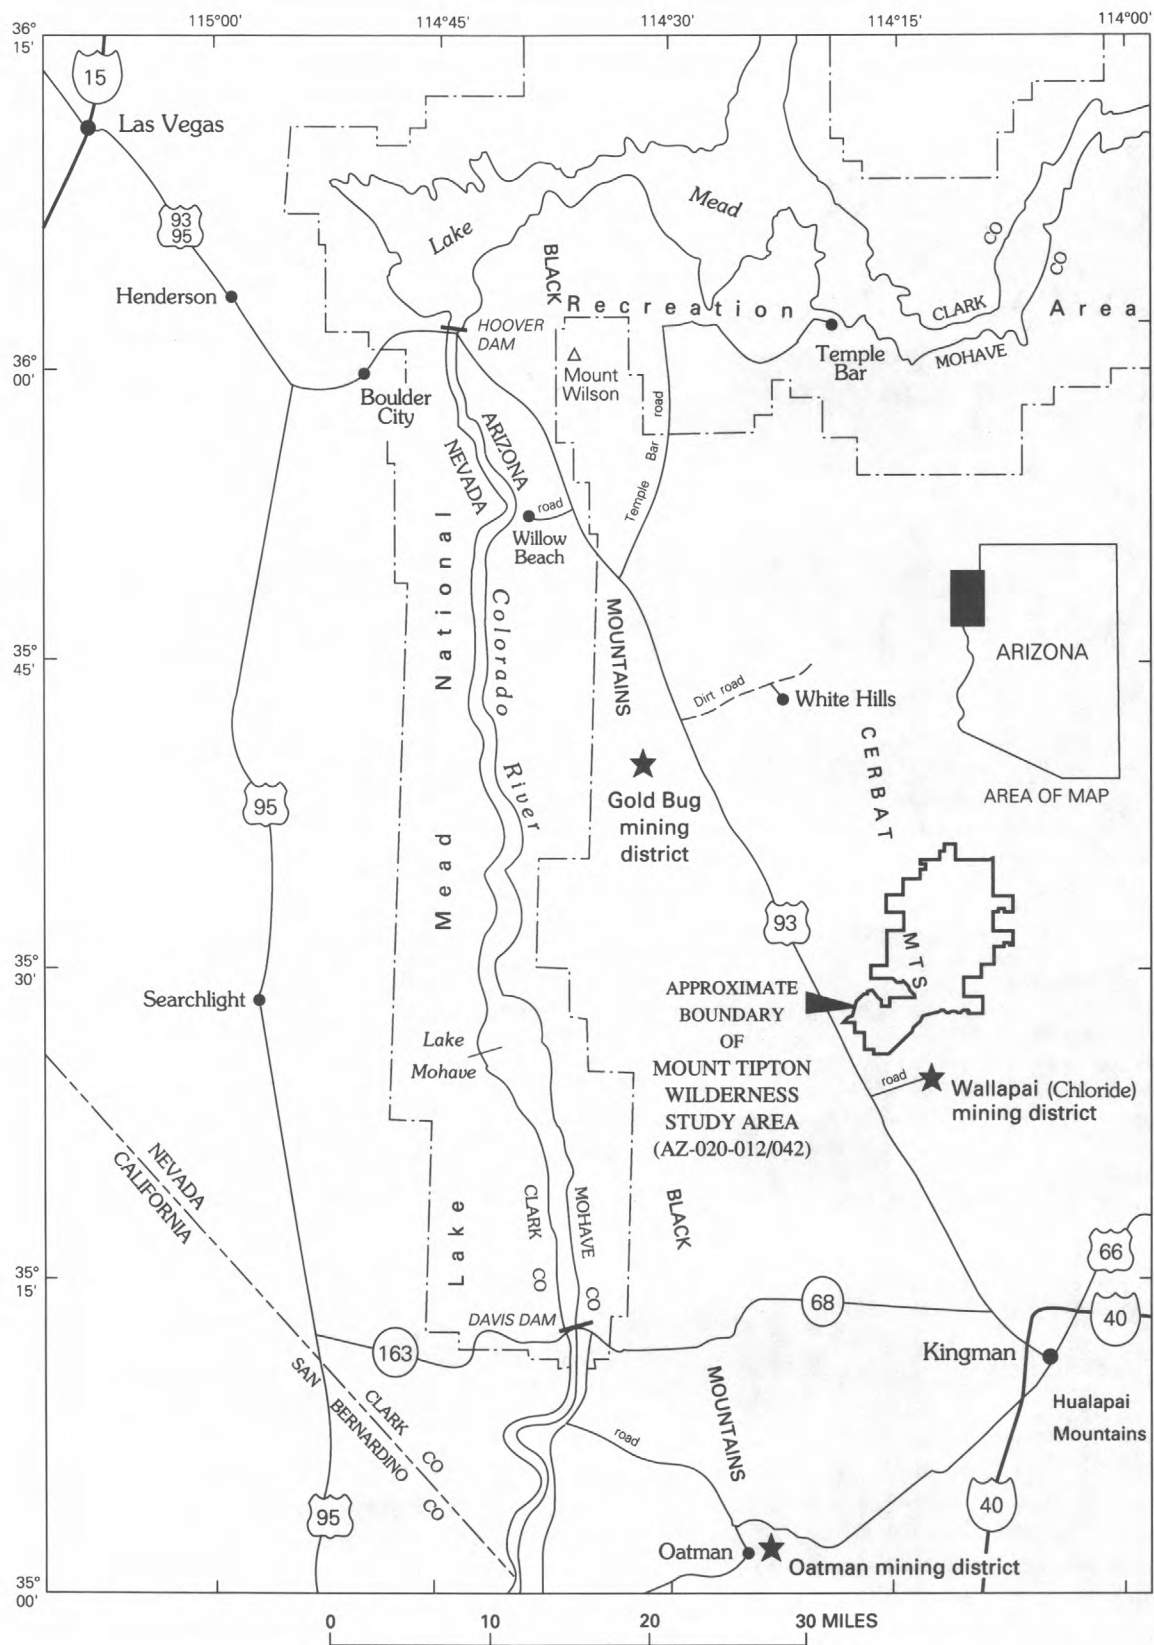 115°00'
114°45'
114°30'
114°15'
114°00'
36°
15'
15
Las Vegas
93
95
Henderson
Lake
Mead
BLACK
Recreation
Area
CLARK
CO
MOHAVE
CO
HOOVER
DAM
Mount
Wilson
Temple
Bar
36°
00'
Boulder
City
ARIZONA
NEVADA
Temple Bar road
road
Willow
Beach
National
Colorado
River
MOUNTAINS
35°
45'
ARIZONA
AREA OF MAP
Dirt road
White Hills
CERBAT
MTS
Gold Bug
mining
district
95
Mead
93
35°
30'
Searchlight
APPROXIMATE
BOUNDARY
OF
MOUNT TIPTON
WILDERNESS
STUDY AREA
(AZ-020-012/042)
Lake
Mohave
road
Wallapai (Chloride)
mining district
NEVADA
CALIFORNIA
Lake
CLARK
CO
MOHAVE
CO
BLACK
66
35°
15'
68
40
DAVIS DAM
163
Kingman
SAN
BERNARDINO
CO
CLARK
CO
MOUNTAINS
Hualapai
Mountains
road
40
95
Oatman
Oatman mining district
35°
00'
0
10
20
30 MILES